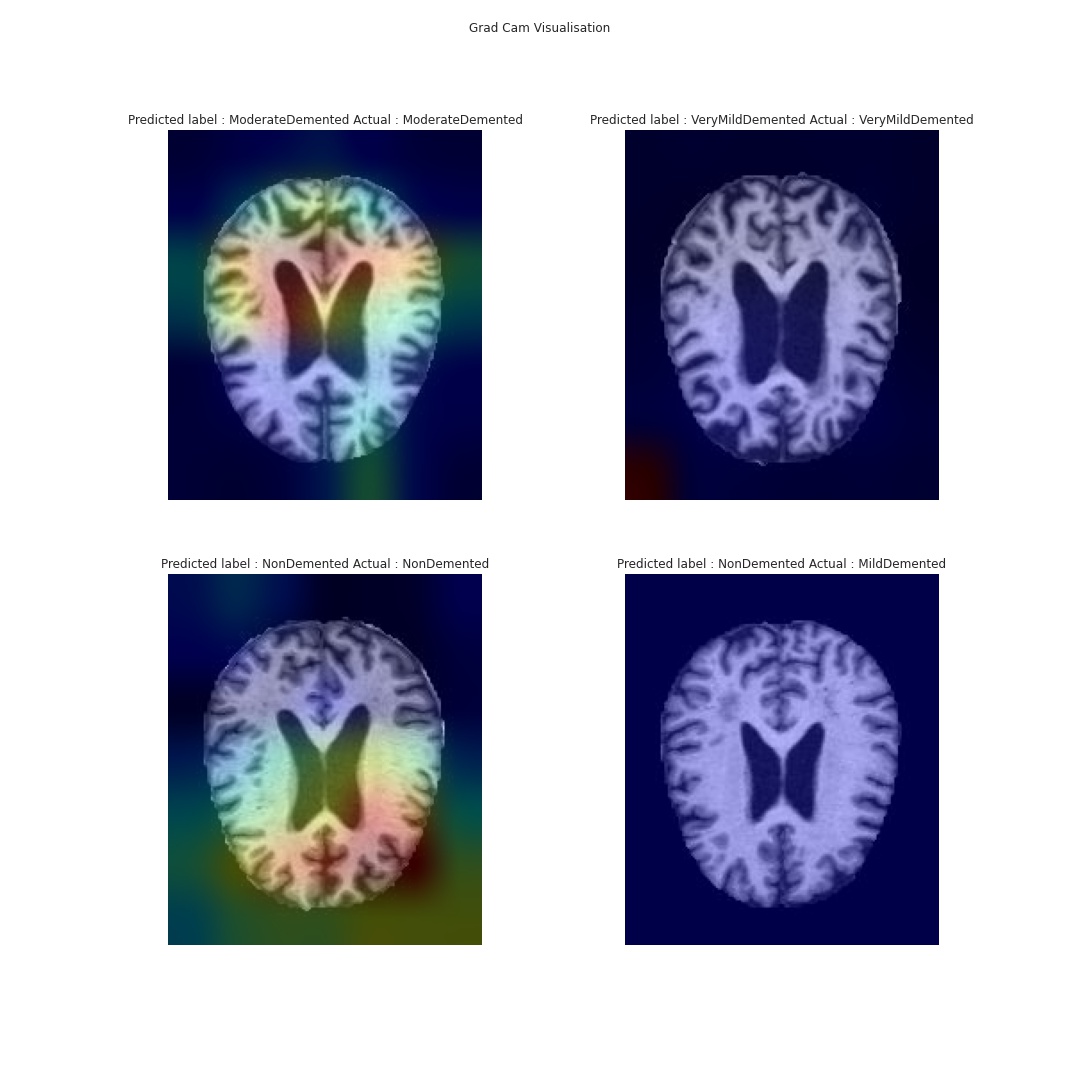 Grad Cam Visualisation
Predicted label : ModerateDemented Actual : ModerateDemented
Predicted label : VeryMildDemented Actual : VeryMildDemented
Predicted label : NonDemented Actual : NonDemented
Predicted label : NonDemented Actual : MildDemented